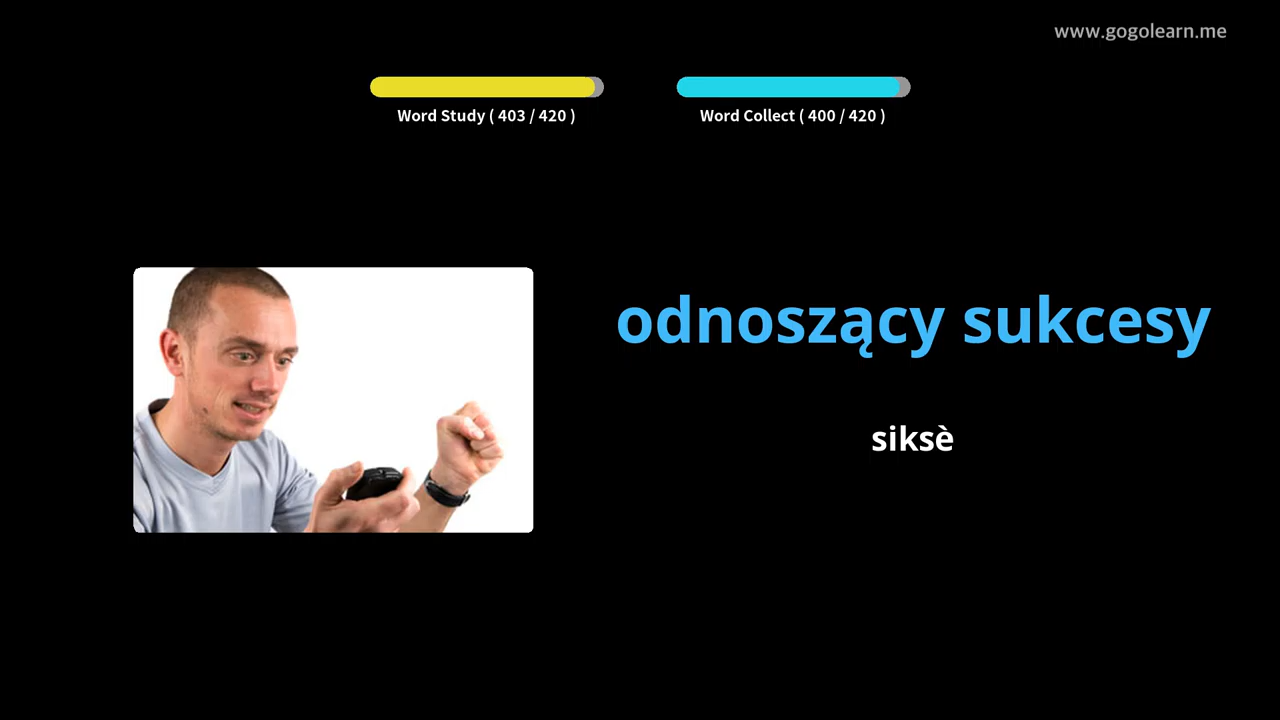 www.gogolearn.me
Word Study ( 403 / 420 )
Word Collect ( 400 / 420 )
odnoszący sukcesy
siksè